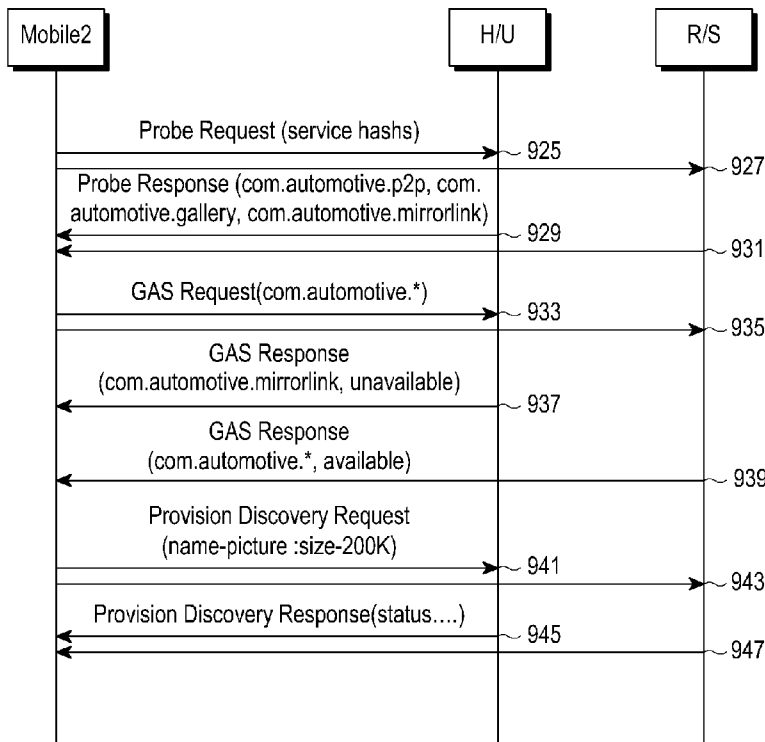 Mobile2
H/U
R/S
Probe Request (service hashs)
925
927
Probe Response (com.automotive.p2p, com.
automotive.gallery, com.automotive.mirrorlink)
929
931
GAS Request(com.automotive.*)
933
935
GAS Response
(com.automotive.mirrorlink, unavailable)
937
GAS Response
(com.automotive.*, available)
939
Provision Discovery Request
(name-picture :size-200K)
941
943
Provision Discovery Response(status....)
945
947